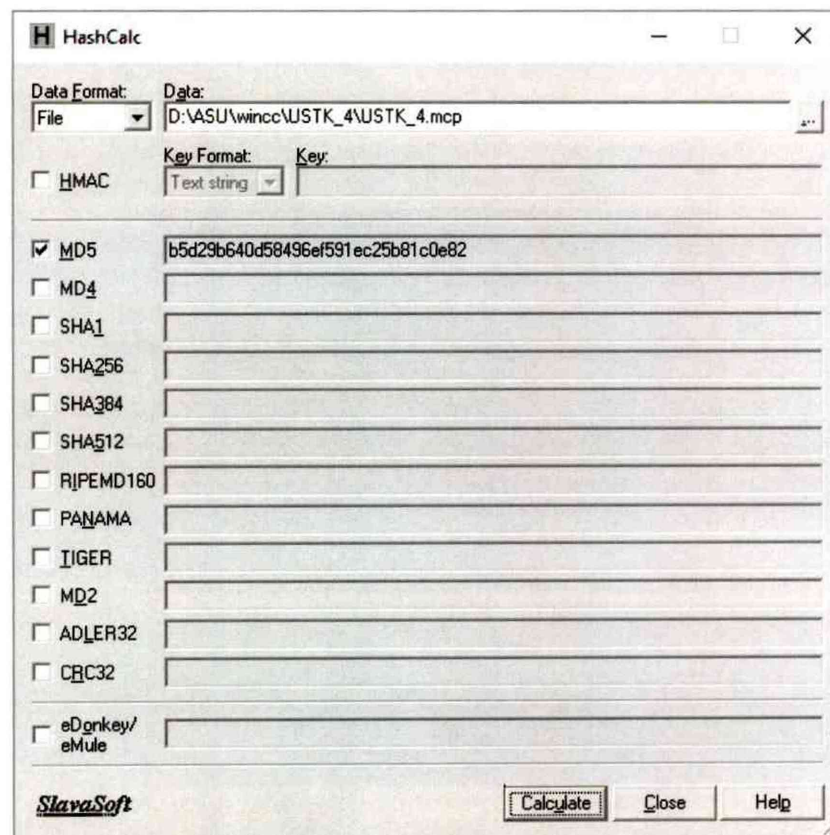 H HashCalc
Data Format: Data:
File D:\ASU\wincc\USTK_4\USTK_4.mcp ...
Key Format: Key:
HMAC Text string
MD5 b5d29b640d58496ef591ec25b81c0e82
MD4
SHA1
SHA256
SHA384
SHA512
RIPEMD160
PANAMA
TIGER
MD2
ADLER32
CRC32
eDonkey/
eMule
SlavaSoft Calculate Close Help